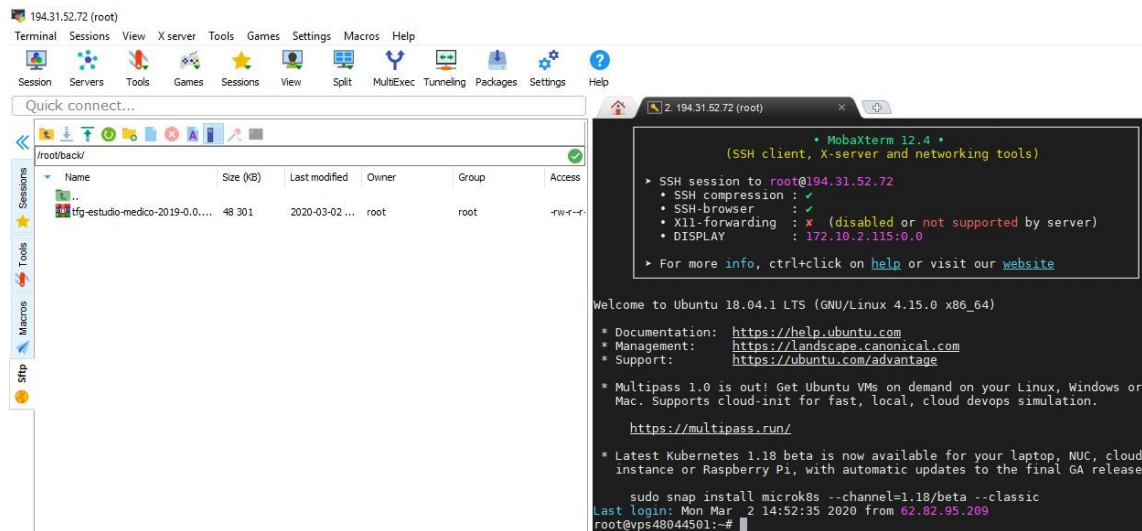 194.31.52.72 (root)
Terminal Sessions View X server Tools Games Settings Macros Help
Session Servers Tools Games Sessions View Split MultiExec Tunneling Packages Settings Help
Quick connect...
2. 194.31.52.72 (root)
/root/back/
Name Size (KB) Last modified Owner Group Access
..
tfg-estudio-medico-2019-0.0.... 48 301 2020-03-02 ... root root -rw-r--r-
Sessions
Tools
Macros
Sftp
• MobaXterm 12.4 •
(SSH client, X-server and networking tools)
➤ SSH session to root@194.31.52.72
• SSH compression : ✔
• SSH-browser : ✔
• X11-forwarding : ✘ (disabled or not supported by server)
• DISPLAY : 172.10.2.115:0.0
➤ For more info, ctrl+click on help or visit our website
Welcome to Ubuntu 18.04.1 LTS (GNU/Linux 4.15.0 x86_64)
* Documentation: https://help.ubuntu.com
* Management: https://landscape.canonical.com
* Support: https://ubuntu.com/advantage
* Multipass 1.0 is out! Get Ubuntu VMs on demand on your Linux, Windows or
Mac. Supports cloud-init for fast, local, cloud devops simulation.
https://multipass.run/
* Latest Kubernetes 1.18 beta is now available for your laptop, NUC, cloud
instance or Raspberry Pi, with automatic updates to the final GA release
sudo snap install microk8s --channel=1.18/beta --classic
Last login: Mon Mar 2 14:52:35 2020 from 62.82.95.209
root@vps48044501:~#